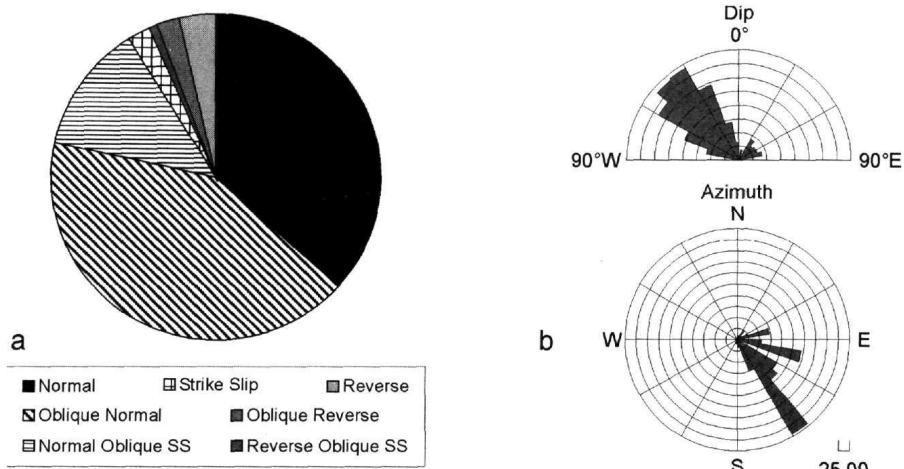 Dip
0°
90°W
90°E
Azimuth
N
W
E
S
25.00
a
b
Normal
Strike Slip
Reverse
Oblique Normal
Oblique Reverse
Normal Oblique SS
Reverse Oblique SS